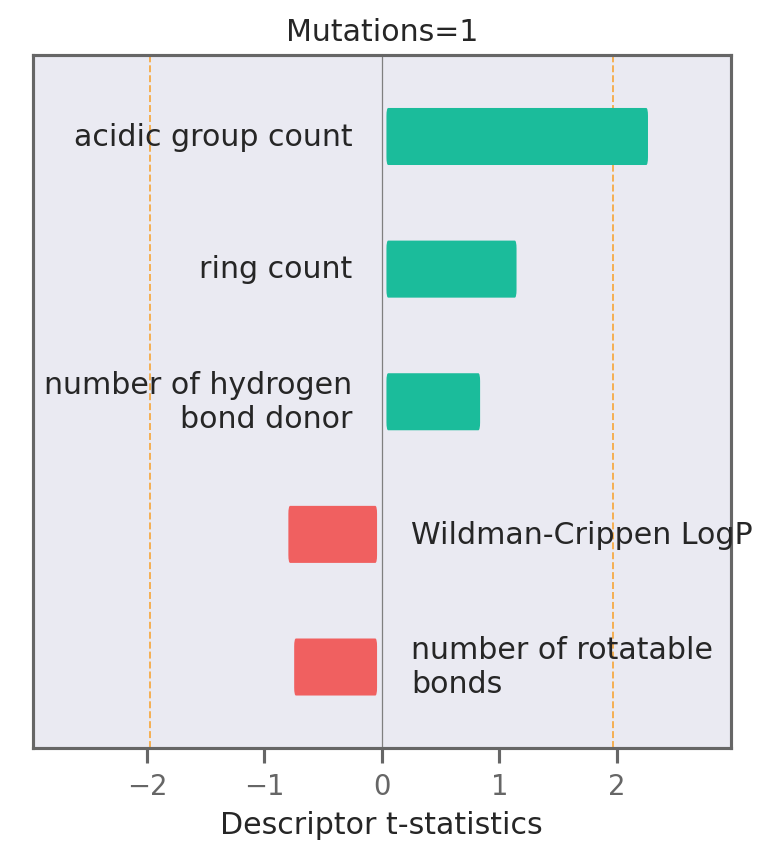 Mutations=1
acidic group count
ring count
number of hydrogen
bond donor
Wildman-Crippen LogP
number of rotatable
bonds
−2 −1 0 1 2
Descriptor t-statistics